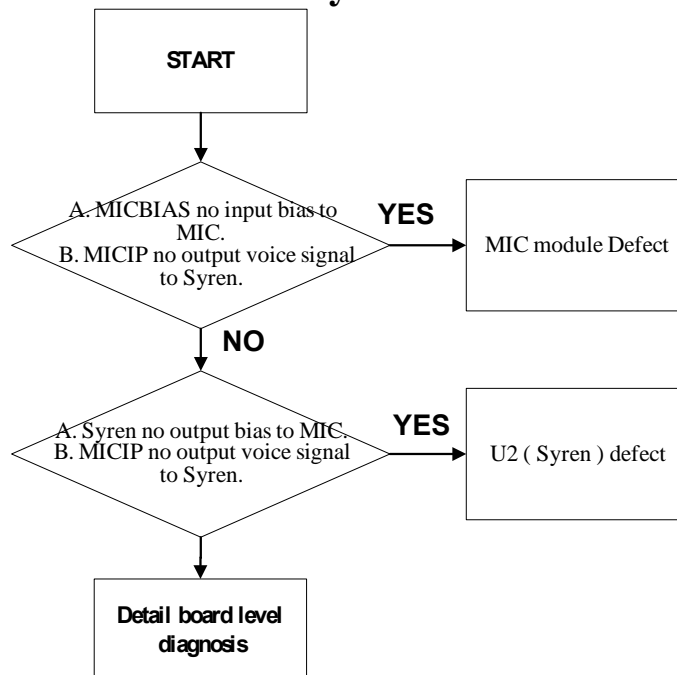 START
A. MICBIAS no input bias to
MIC.
B. MICIP no output voice signal
to Syren.
YES
MIC module Defect
NO
A. Syren no output bias to MIC.
B. MICIP no output voice signal
to Syren.
YES
U2 ( Syren ) defect
Detail board level
diagnosis